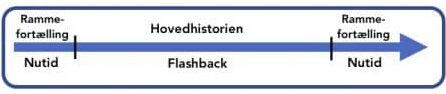 Ramme-
fortælling
Hovedhistorien
Ramme-
fortælling
Nutid
Flashback
Nutid